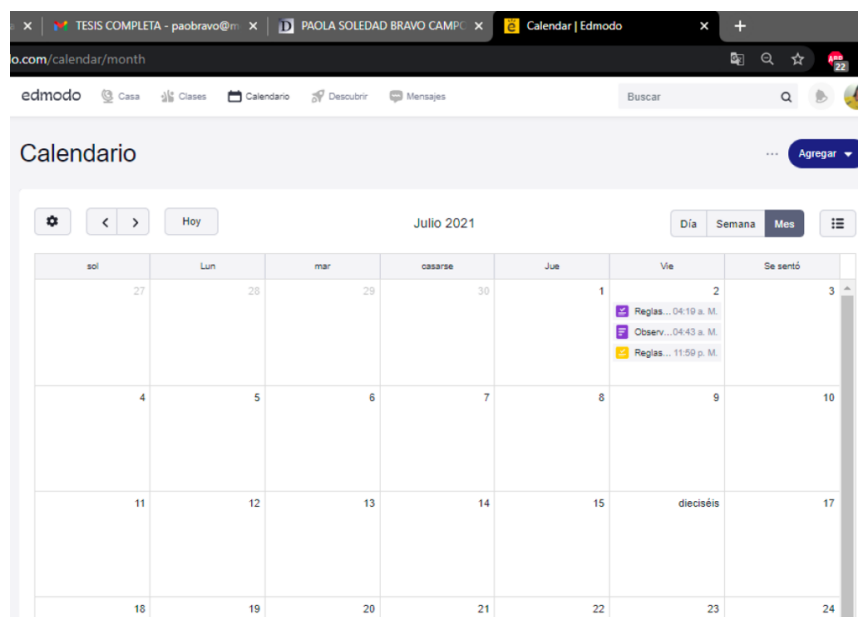 TESIS COMPLETA - paobravo@m
PAOLA SOLEDAD BRAVO CAMPO
Calendar | Edmodo
o.com/calendar/month
22
edmodo Casa Clases Calendario Descubrir Mensajes Buscar
Calendario
Agregar
Hoy Julio 2021 Día Semana Mes
sol Lun mar casarse Jue Vie Se sentó
27 28 29 30 1 2 3
Reglas... 04:19 a. M.
Observ... 04:43 a. M.
Reglas... 11:59 p. M.
4 5 6 7 8 9 10
11 12 13 14 15 dieciséis 17
18 19 20 21 22 23 24